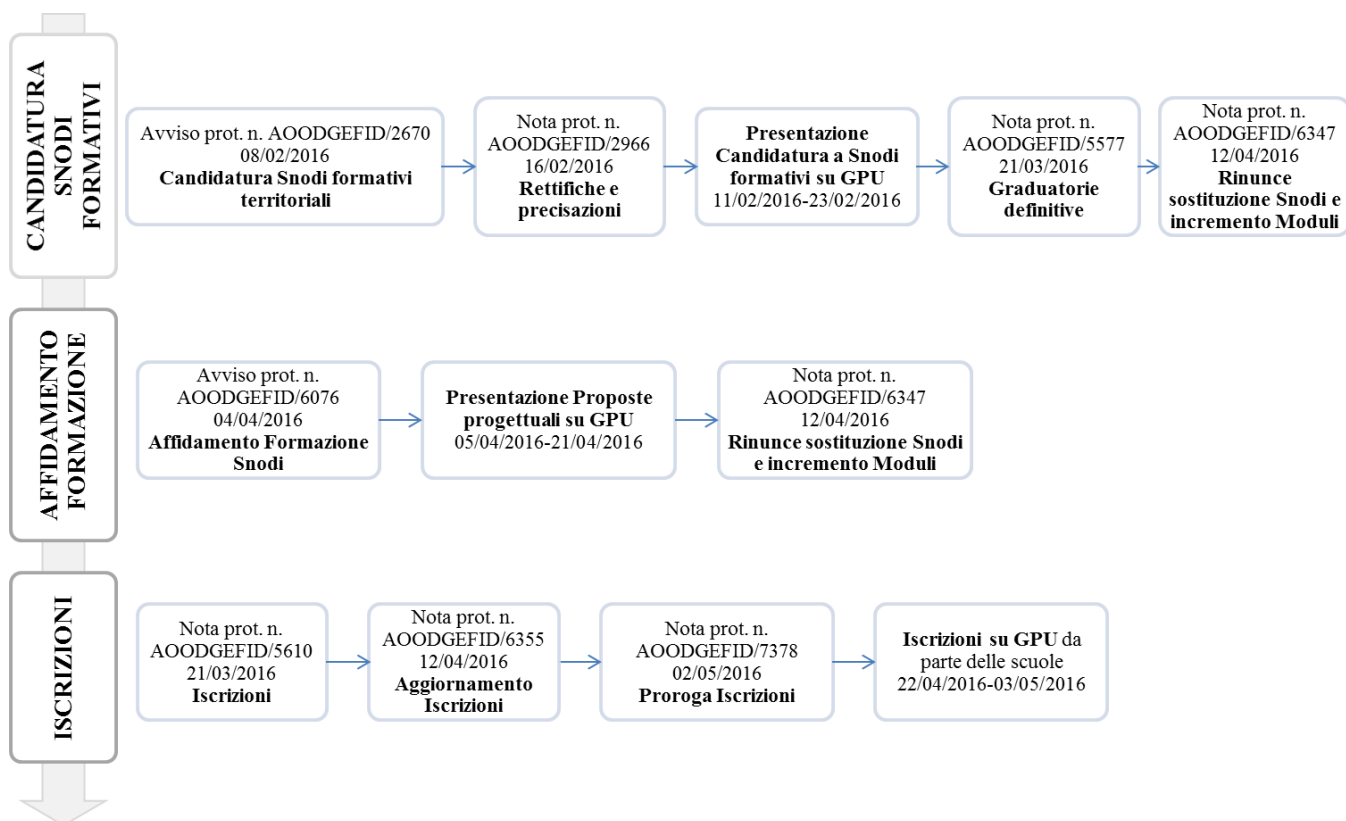 CANDIDATURA
SNODI
FORMATIVI
Avviso prot. n. AOODGEFID/2670
08/02/2016
Candidatura Snodi formativi
territoriali
Nota prot. n.
AOODGEFID/2966
16/02/2016
Rettifiche e
precisazioni
Presentazione
Candidatura a Snodi
formativi su GPU
11/02/2016-23/02/2016
Nota prot. n.
AOODGEFID/5577
21/03/2016
Graduatorie
definitive
Nota prot. n.
AOODGEFID/6347
12/04/2016
Rinunce
sostituzione Snodi e
incremento Moduli
AFFIDAMENTO
FORMAZIONE
Avviso prot. n.
AOODGEFID/6076
04/04/2016
Affidamento Formazione
Snodi
Presentazione Proposte
progettuali su GPU
05/04/2016-21/04/2016
Nota prot. n.
AOODGEFID/6347
12/04/2016
Rinunce sostituzione Snodi
e incremento Moduli
ISCRIZIONI
Nota prot. n.
AOODGEFID/5610
21/03/2016
Iscrizioni
Nota prot. n.
AOODGEFID/6355
12/04/2016
Aggiornamento
Iscrizioni
Nota prot. n.
AOODGEFID/7378
02/05/2016
Proroga Iscrizioni
Iscrizioni su GPU da
parte delle scuole
22/04/2016-03/05/2016